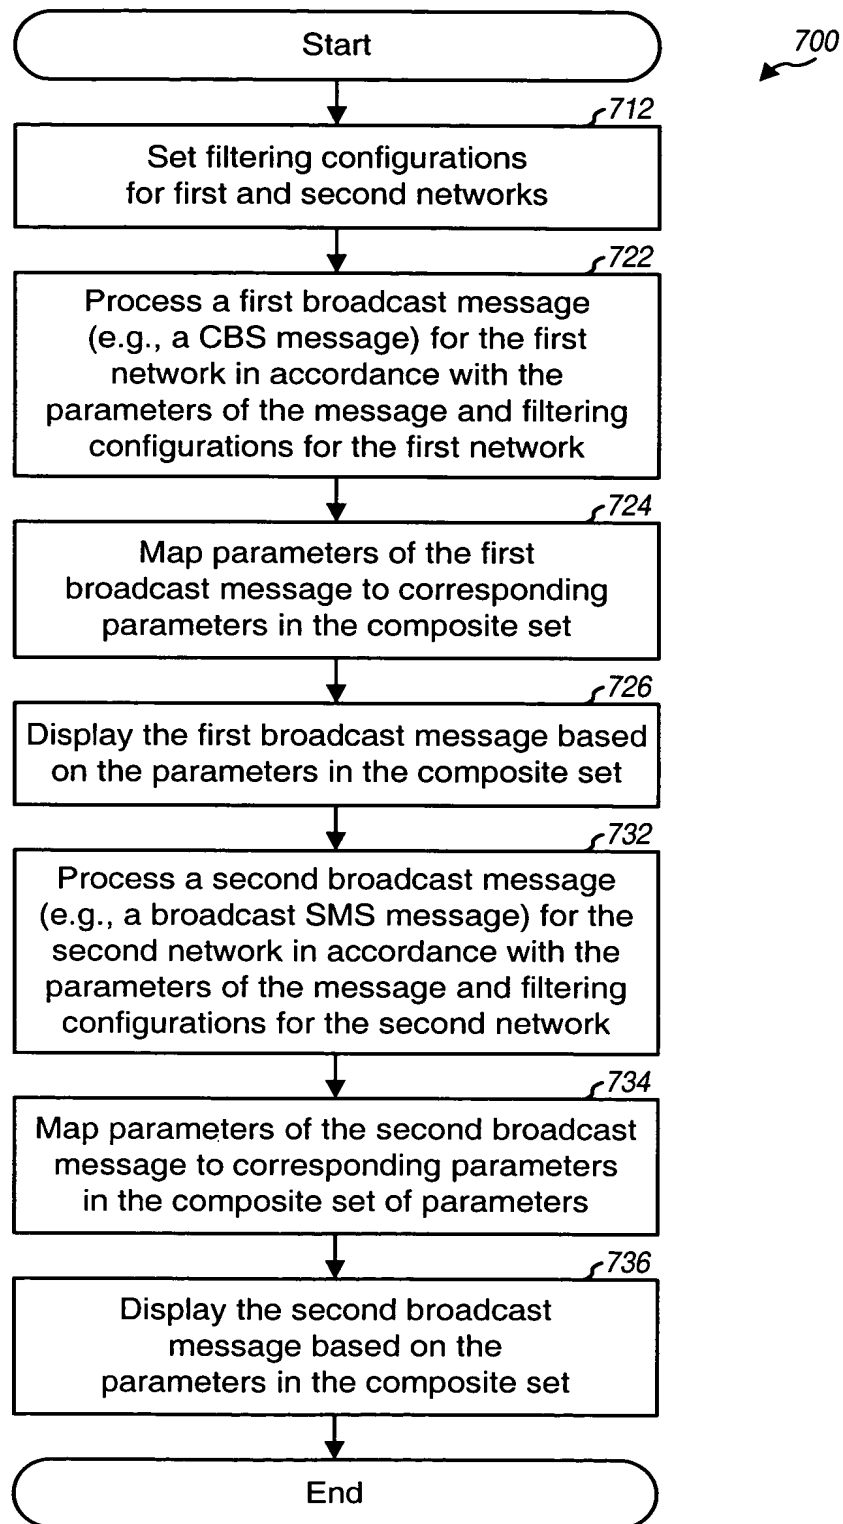 Start
700
712
Set filtering configurations
for first and second networks
722
Process a first broadcast message
(e.g., a CBS message) for the first
network in accordance with the
parameters of the message and filtering
configurations for the first network
724
Map parameters of the first
broadcast message to corresponding
parameters in the composite set
726
Display the first broadcast message based
on the parameters in the composite set
732
Process a second broadcast message
(e.g., a broadcast SMS message) for the
second network in accordance with the
parameters of the message and filtering
configurations for the second network
734
Map parameters of the second broadcast
message to corresponding parameters
in the composite set of parameters
736
Display the second broadcast
message based on the
parameters in the composite set
End